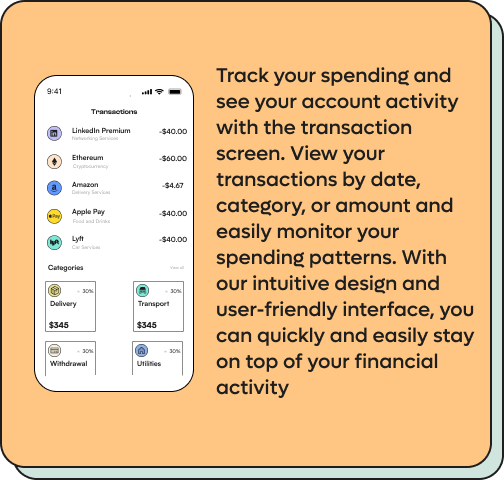 9:41
Transactions
LinkedIn Premium
-$40.00
Networking Services
Ethereum
-$60.00
Cryptocurrency
Amazon
-$4.67
Delivery Services
Apple Pay
-$40.00
Food and Drinks
Lyft
-$40.00
Car Services
Categories
View all
30%
Delivery
$345
30%
Transport
$345
30%
Withdrawal
30%
Utilities
Track your spending and
see your account activity
with the transaction
screen. View your
transactions by date,
category, or amount and
easily monitor your
spending patterns. With
our intuitive design and
user-friendly interface, you
can quickly and easily stay
on top of your financial
activity